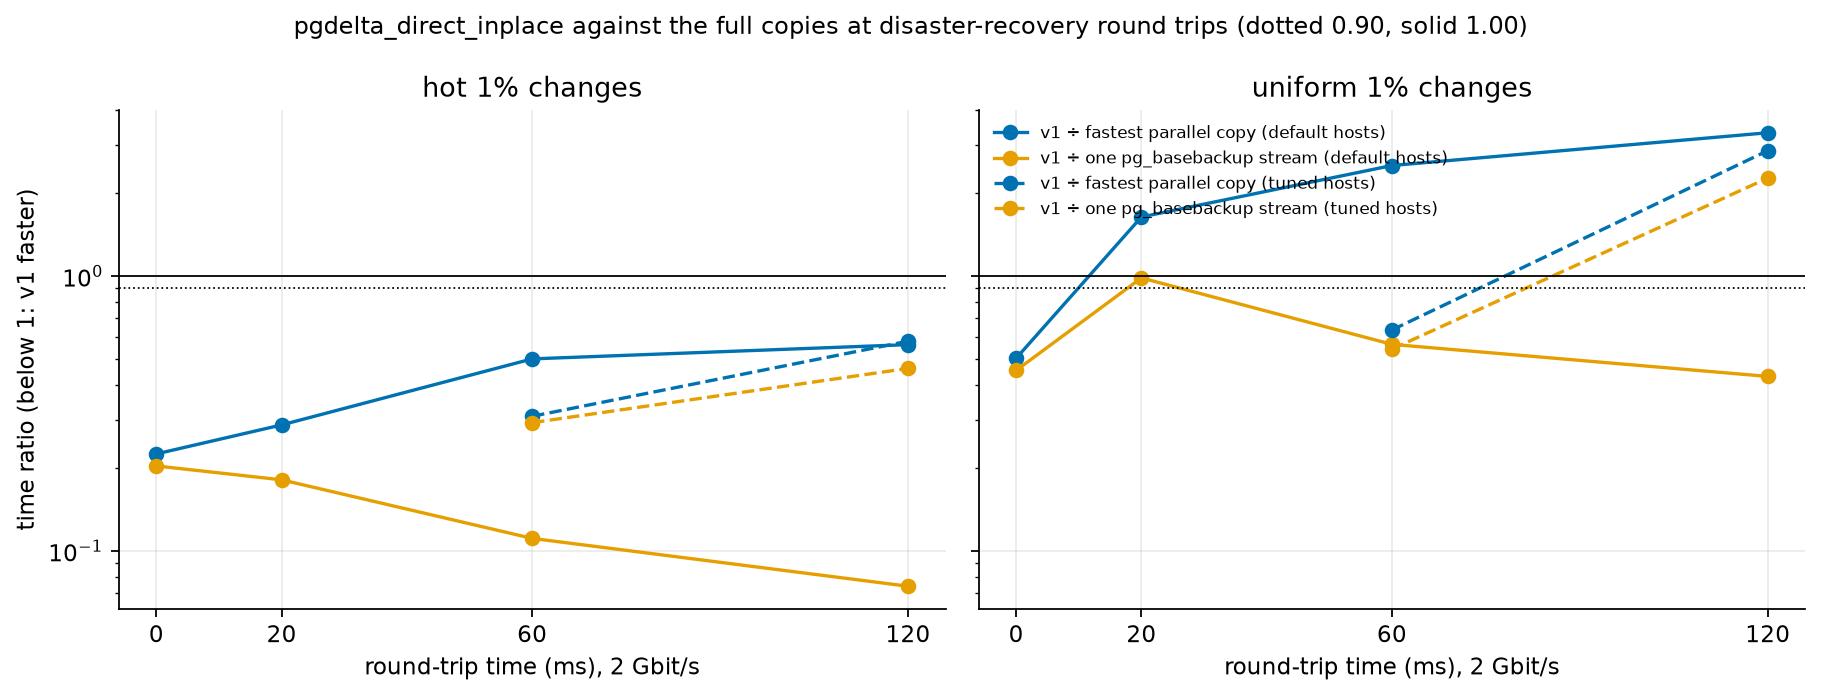 pgdelta_direct_inplace against the full copies at disaster-recovery round trips (dotted 0.90, solid 1.00)
hot 1% changes
time ratio (below 1: v1 faster)
10⁰
10⁻¹
0 20 60 120
round-trip time (ms), 2 Gbit/s
uniform 1% changes
v1 ÷ fastest parallel copy (default hosts)
v1 ÷ one pg_basebackup stream (default hosts)
v1 ÷ fastest parallel copy (tuned hosts)
v1 ÷ one pg_basebackup stream (tuned hosts)
0 20 60 120
round-trip time (ms), 2 Gbit/s